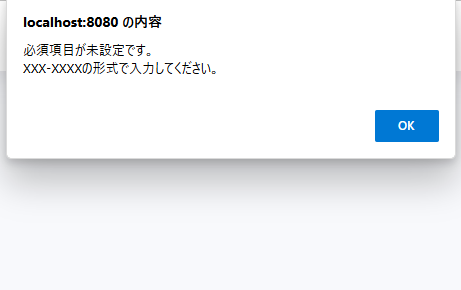 localhost:8080 の内容
必須項目が未設定です。
XXX-XXXXの形式で入力してください。
OK